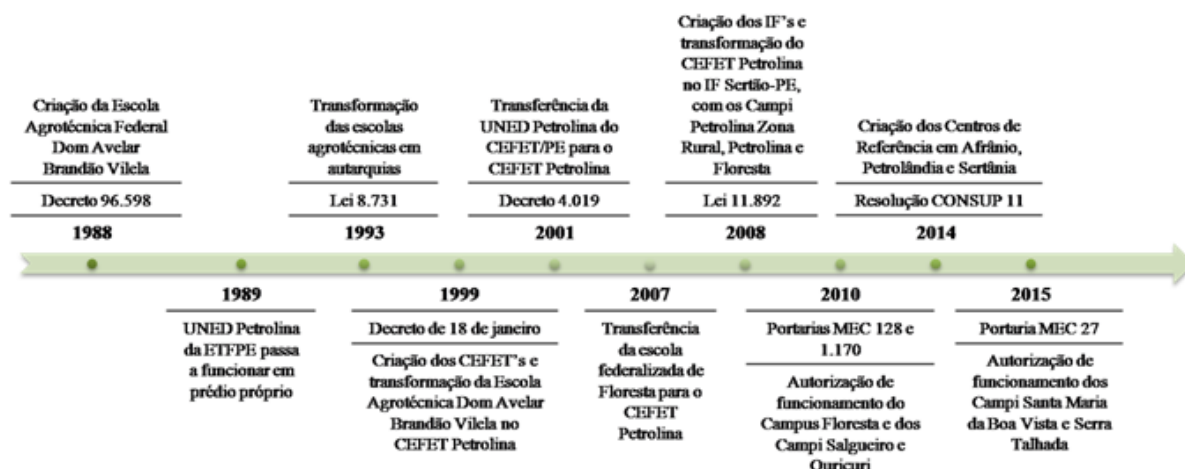 Criação da Escola
Agrotécnica Federal
Dom Avelar
Brandão Vilela
Decreto 96.598
1988
Transformação
das escolas
agrotécnicas em
autarquias
Lei 8.731
1993
Transferência da
UNED Petrolina do
CEFET/PE para o
CEFET Petrolina
Decreto 4.019
2001
Criação dos IF's e
transformação do
CEFET Petrolina
no IF Sertão-PE,
com os Campi
Petrolina Zona
Rural, Petrolina e
Floresta
Lei 11.892
2008
Criação dos Centros de
Referência em Afrânio,
Petrolândia e Sertânia
Resolução CONSUP 11
2014
1989
UNED Petrolina
da ETFPE passa
a funcionar em
prédio próprio
1999
Decreto de 18 de janeiro
Criação dos CEFET's e
transformação da Escola
Agrotécnica Dom Avelar
Brandão Vilela no
CEFET Petrolina
2007
Transferência
da escola
federalizada de
Floresta para o
CEFET
Petrolina
2010
Portarias MEC 128 e
1.170
Autorização de
funcionamento do
Campus Floresta e dos
Campi Salgueiro e
Ouricuri
2015
Portaria MEC 27
Autorização de
funcionamento dos
Campi Santa Maria
da Boa Vista e Serra
Talhada